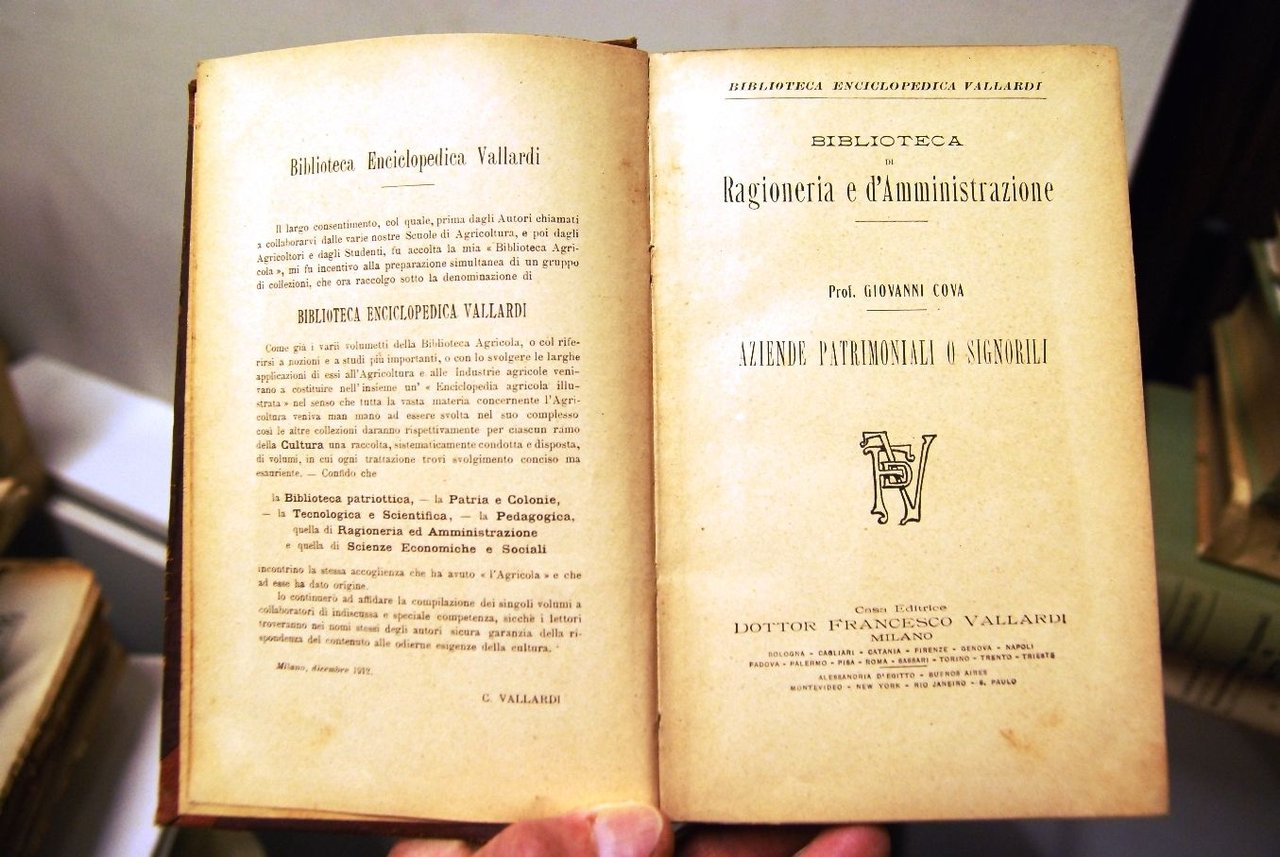 Biblioteca Enciclopedica Vallardi
Il largo consentimento, col quale, prima dagli Autori chiamati
a collaborarvi dalle varie nostre Scuole di Agricoltura, e poi dagli
Agricoltori e dagli Studenti, fu accolta la mia « Biblioteca Agri-
cola », mi fu incentivo alla preparazione simultanea di un gruppo
di collezioni, che ora raccolgo sotto la denominazione di
BIBLIOTECA ENCICLOPEDICA VALLARDI
Come già i varii volumetti della Biblioteca Agricola, o col rife-
rirsi a nozioni e a studi più importanti, o con lo svolgere le larghe
applicazioni di essi all'Agricoltura e alle Industrie agricole veni-
vano a costituire nell'insieme un' « Enciclopedia agricola illu-
strata » nel senso che tutta la vasta materia concernente l'Agri-
coltura veniva man mano ad essere svolta nel suo complesso
così le altre collezioni daranno rispettivamente per ciascun ramo
della Cultura una raccolta, sistematicamente condotta e disposta,
di volumi, in cui ogni trattazione trovi svolgimento conciso ma
esauriente. — Confido che
la Biblioteca patriottica, — la Patria e Colonie,
— la Tecnologica e Scientifica, — la Pedagogica,
quella di Ragioneria ed Amministrazione
e quella di Scienze Economiche e Sociali
incontrino la stessa accoglienza che ha avuto « l'Agricola » e che
ad esse ha dato origine.
Io continuerò ad affidare la compilazione dei singoli volumi a
collaboratori di indiscussa e speciale competenza, sicchè i lettori
troveranno nei nomi stessi degli autori sicura garanzia della ri-
spondenza del contenuto alle odierne esigenze della cultura.
Milano, dicembre 1912.
C. VALLARDI
BIBLIOTECA ENCICLOPEDICA VALLARDI
BIBLIOTECA
DI
Ragioneria e d'Amministrazione
Prof. GIOVANNI COVA
AZIENDE PATRIMONIALI O SIGNORILI
Casa Editrice
DOTTOR FRANCESCO VALLARDI
MILANO
BOLOGNA - CAGLIARI - CATANIA - FIRENZE - GENOVA - NAPOLI
PADOVA - PALERMO - PISA - ROMA - SASSARI - TORINO - TRENTO - TRIESTE
ALESSANDRIA D'EGITTO - BUENOS AIRES
MONTEVIDEO - NEW YORK - RIO JANEIRO - S. PAULO